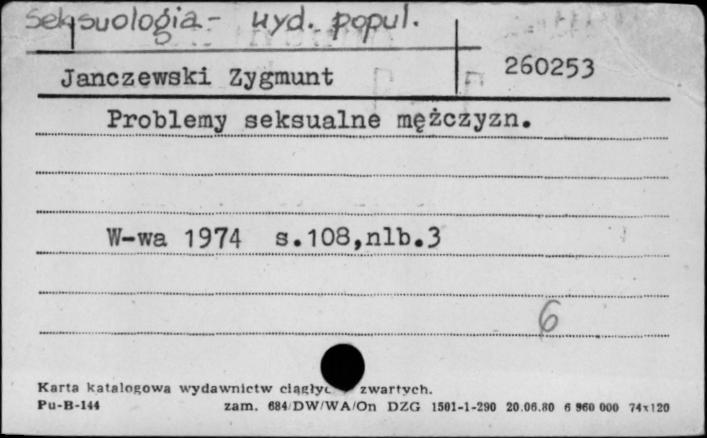 seksuologia - wyd. popul.
Janczewski Zygmunt 260253
Problemy seksualne mężczyzn.
W-wa 1974 s.108,nlb.3
6
Karta katalogowa wydawnictw zwartych.
Pu-B-144 zam. 684/DW/WA/On DZG 1501-1-290 20.06.80 6 960 000 74x120